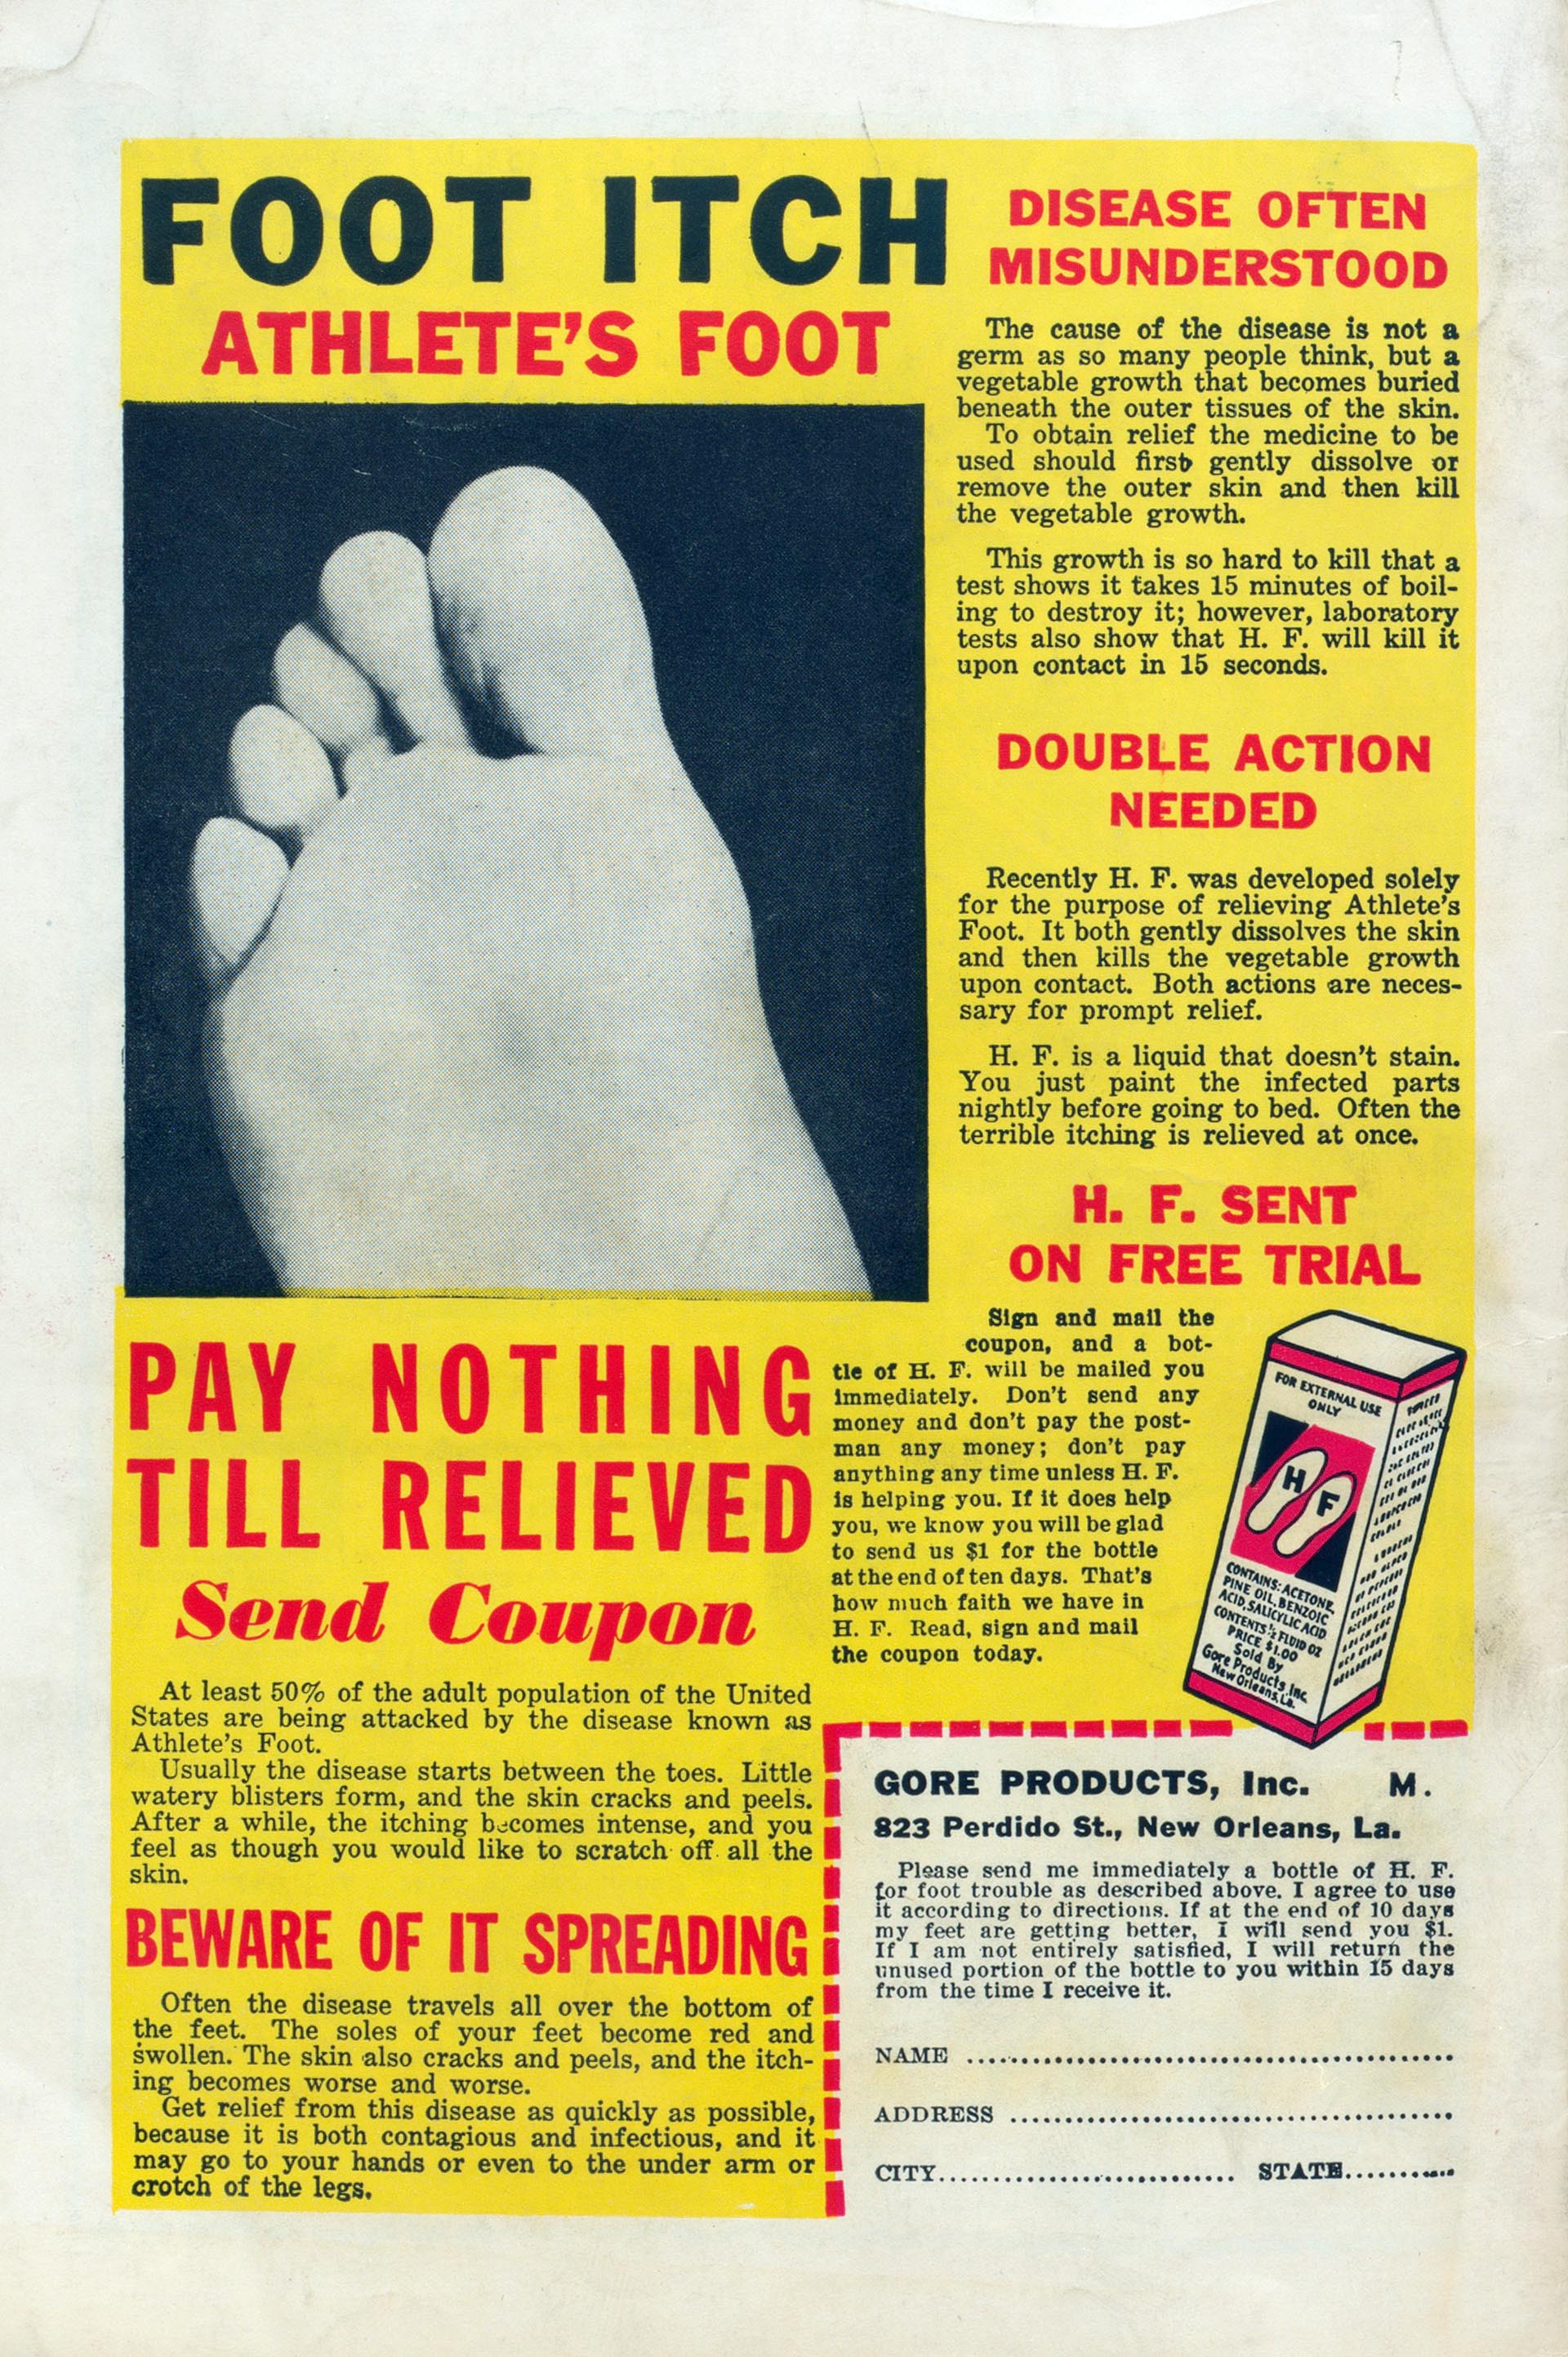 FOOT ITCH
ATHLETE'S FOOT
PAY NOTHING
TILL RELIEVED
Send Coupon
At least 50% of the adult population of the United
States are being attacked by the disease known as
Athlete's Foot.
Usually the disease starts between the toes. Little
watery blisters form, and the skin cracks and peels.
After a while, the itching becomes intense, and you
feel as though you would like to scratch off all the
skin.
BEWARE OF IT SPREADING
Often the disease travels all over the bottom of
the feet. The soles of your feet become red and
swollen. The skin also cracks and peels, and the itch-
ing becomes worse and worse.
Get relief from this disease as quickly as possible,
because it is both contagious and infectious, and it
may go to your hands or even to the under arm or
crotch of the legs.
DISEASE OFTEN
MISUNDERSTOOD
The cause of the disease is not a
germ as so many people think, but a
vegetable growth that becomes buried
beneath the outer tissues of the skin.
To obtain relief the medicine to be
used should first gently dissolve or
remove the outer skin and then kill
the vegetable growth.
This growth is so hard to kill that a
test shows it takes 15 minutes of boil-
ing to destroy it; however, laboratory
tests also show that H. F. will kill it
upon contact in 15 seconds.
DOUBLE ACTION
NEEDED
Recently H. F. was developed solely
for the purpose of relieving Athlete's
Foot. It both gently dissolves the skin
and then kills the vegetable growth
upon contact. Both actions are neces-
sary for prompt relief.
H. F. is a liquid that doesn't stain.
You just paint the infected parts
nightly before going to bed. Often the
terrible itching is relieved at once.
H. F. SENT
ON FREE TRIAL
Sign and mail the
coupon, and a bot-
tle of H. F. will be mailed you
immediately. Don't send any
money and don't pay the post-
man any money; don't pay
anything any time unless H. F.
is helping you. If it does help
you, we know you will be glad
to send us $1 for the bottle
at the end of ten days. That's
how much faith we have in
H. F. Read, sign and mail
the coupon today.
FOR EXTERNAL USE
ONLY
H F
CONTAINS: ACETONE,
PINE OIL, BENZOIC
ACID, SALICYLIC ACID
CONTENTS ½ FLUID OZ
PRICE $1.00
Sold By
Gore Products, Inc.
New Orleans, La.
GORE PRODUCTS, Inc. M.
823 Perdido St., New Orleans, La.
Please send me immediately a bottle of H. F.
for foot trouble as described above. I agree to use
it according to directions. If at the end of 10 days
my feet are getting better, I will send you $1.
If I am not entirely satisfied, I will return the
unused portion of the bottle to you within 15 days
from the time I receive it.
NAME ..........................................
ADDRESS ..........................................
CITY.......................... STATE...........